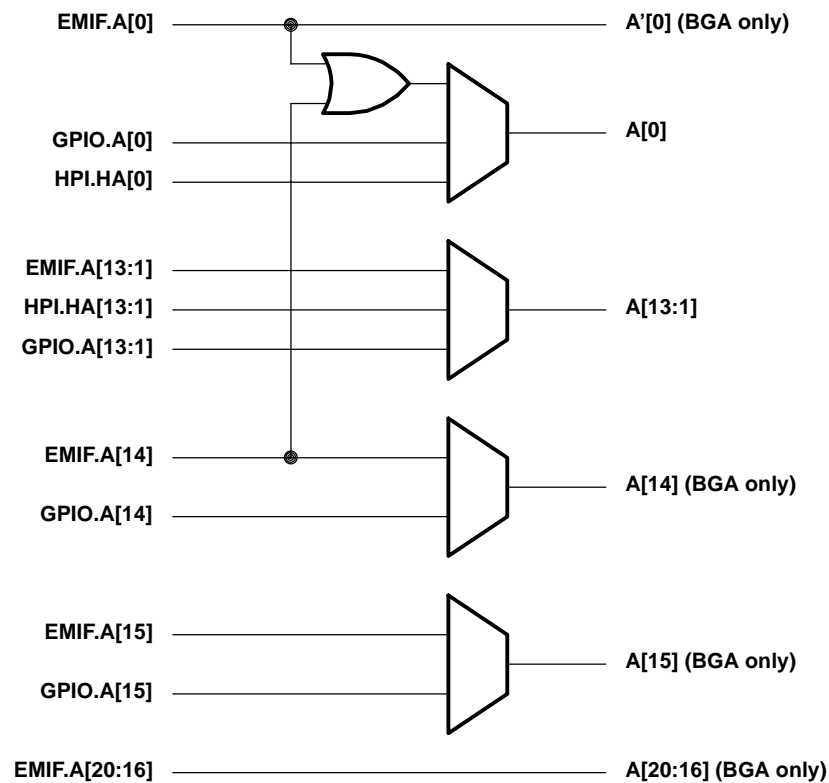 EMIF.A[0] A’[0] (BGA only)
GPIO.A[0] A[0]
HPI.HA[0]
EMIF.A[13:1]
HPI.HA[13:1] A[13:1]
GPIO.A[13:1]
EMIF.A[14]
A[14] (BGA only)
GPIO.A[14]
EMIF.A[15]
A[15] (BGA only)
GPIO.A[15]
EMIF.A[20:16] A[20:16] (BGA only)